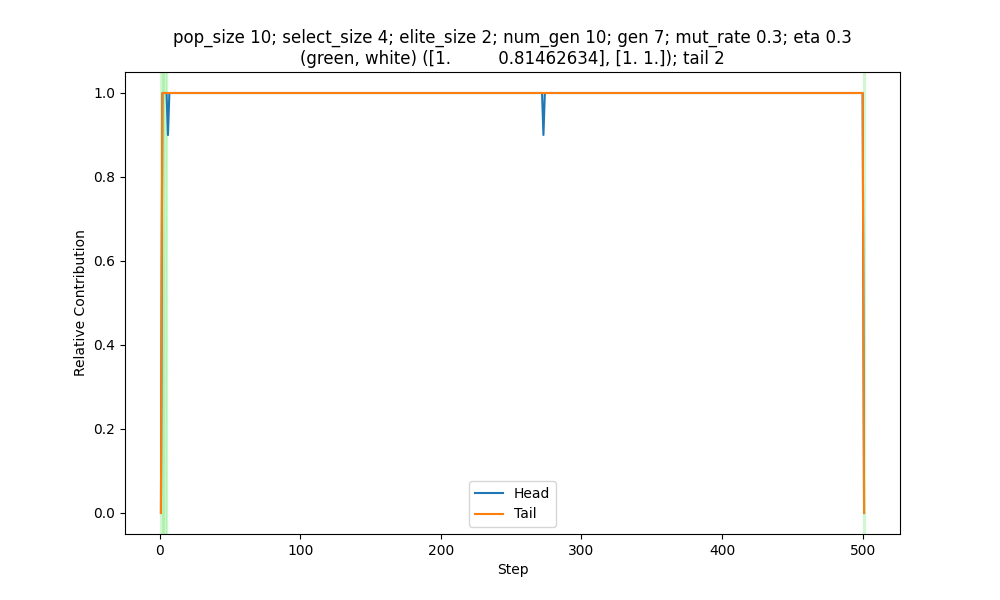 pop_size 10; select_size 4; elite_size 2; num_gen 10; gen 7; mut_rate 0.3; eta 0.3
(green, white) ([1.         0.81462634], [1. 1.]); tail 2
1.0
0.8
0.6
0.4
0.2
0.0
Relative Contribution
Head
Tail
0
100
200
300
400
500
Step